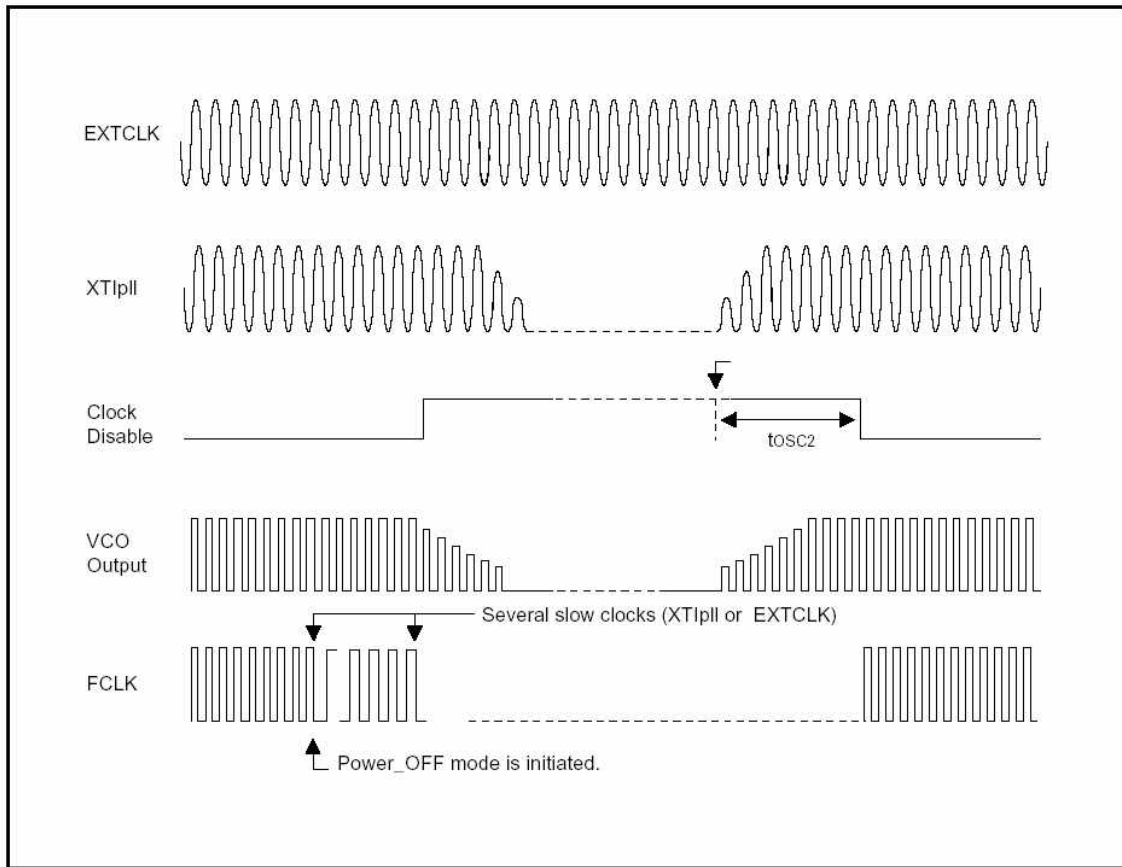 EXTCLK
XTIpll
Clock
Disable
tOSC2
VCO
Output
Several slow clocks (XTIpll or EXTCLK)
FCLK
Power_OFF mode is initiated.